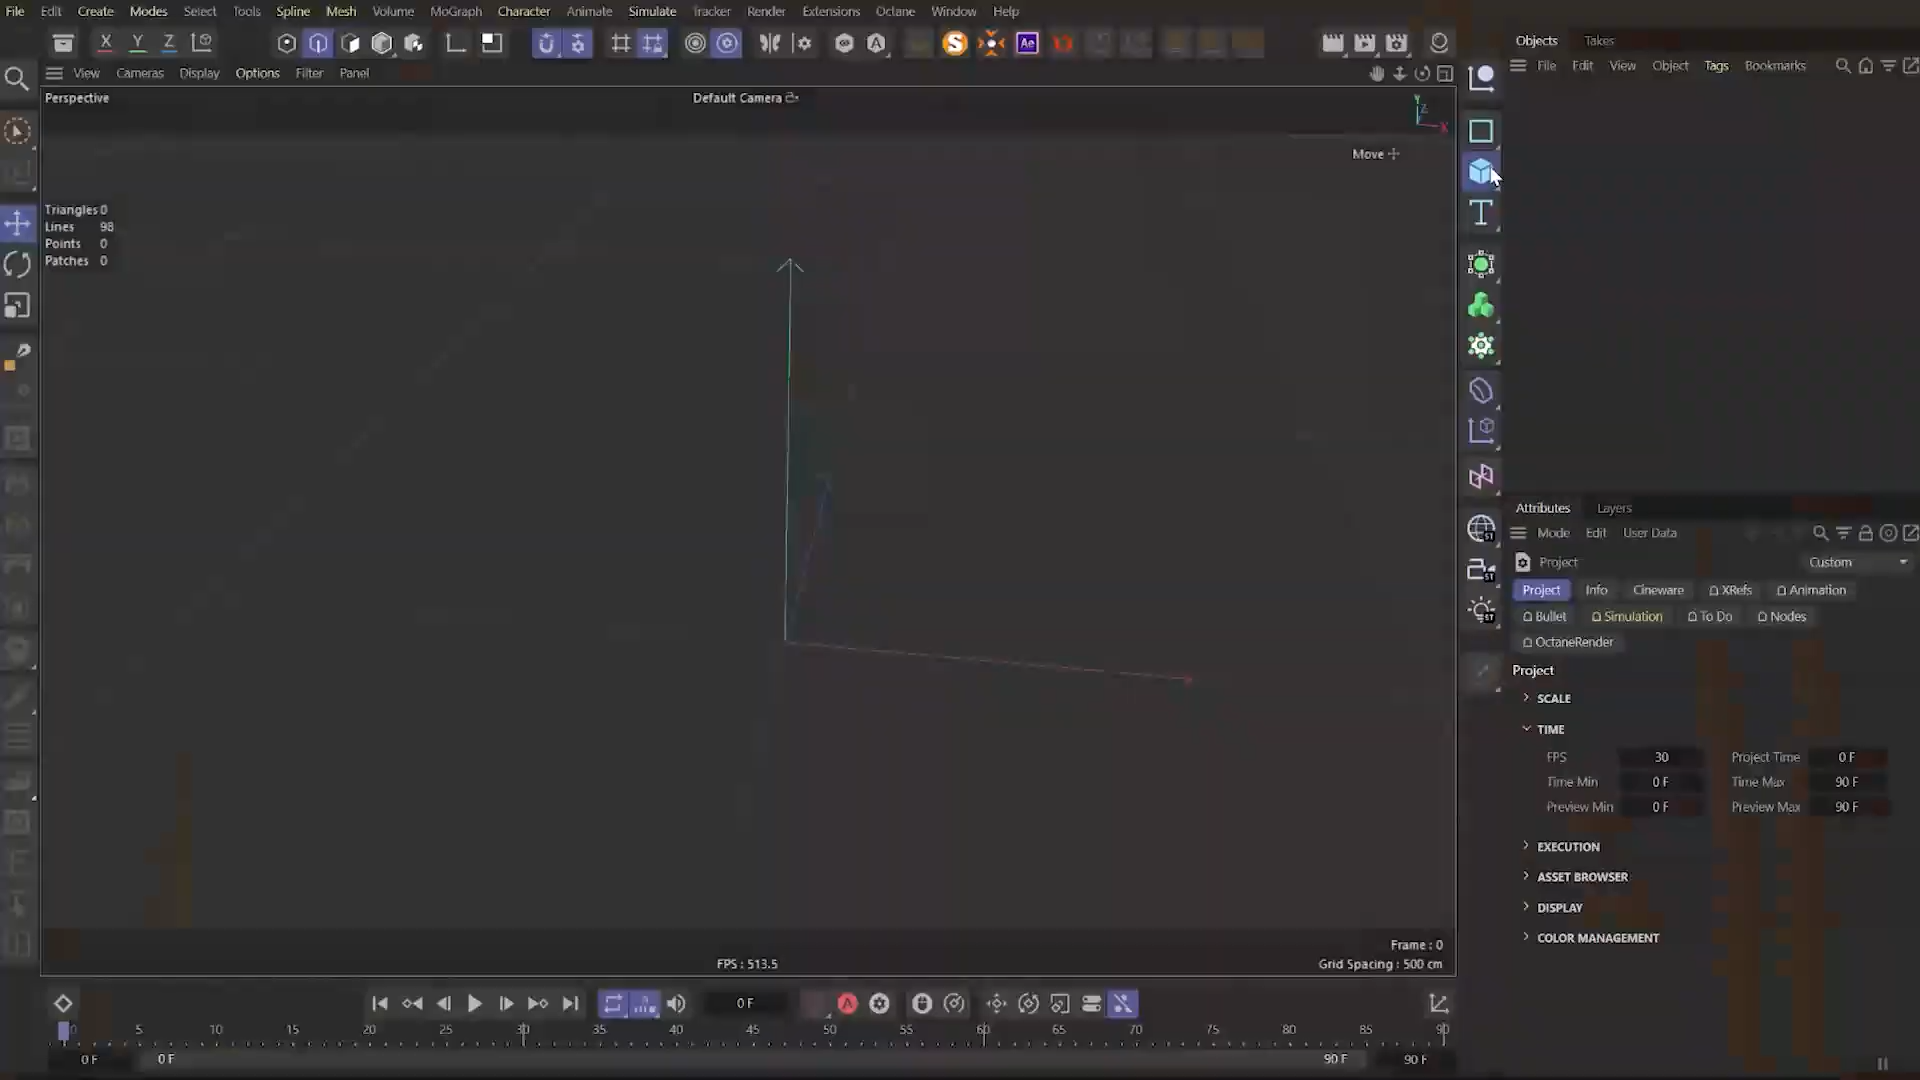 File Edit Create Modes Select Tools Spline Mesh Volume MoGraph Character Animate Simulate Tracker Render Extensions Octane Window Help
X Y Z
S
Ae
A
Objects Takes
File Edit View Object Tags Bookmarks
View Cameras Display Options Filter Panel
Perspective
Default Camera
Y
Z
X
Move
Triangles 0
Lines 98
Points 0
Patches 0
T
ST
ST
ST
Attributes Layers
Mode Edit User Data
Project
Custom
Project Info Cineware XRefs Animation
Bullet Simulation To Do Nodes
OctaneRender
Project
SCALE
TIME
FPS 30 Project Time 0 F
Time Min 0 F Time Max 90 F
Preview Min 0 F Preview Max 90 F
EXECUTION
ASSET BROWSER
DISPLAY
COLOR MANAGEMENT
Frame : 0
FPS : 513.5
Grid Spacing : 500 cm
0 F
A
0 5 10 15 20 25 30 35 40 45 50 55 60 65 70 75 80 85 90
0 F 0 F 90 F 90 F